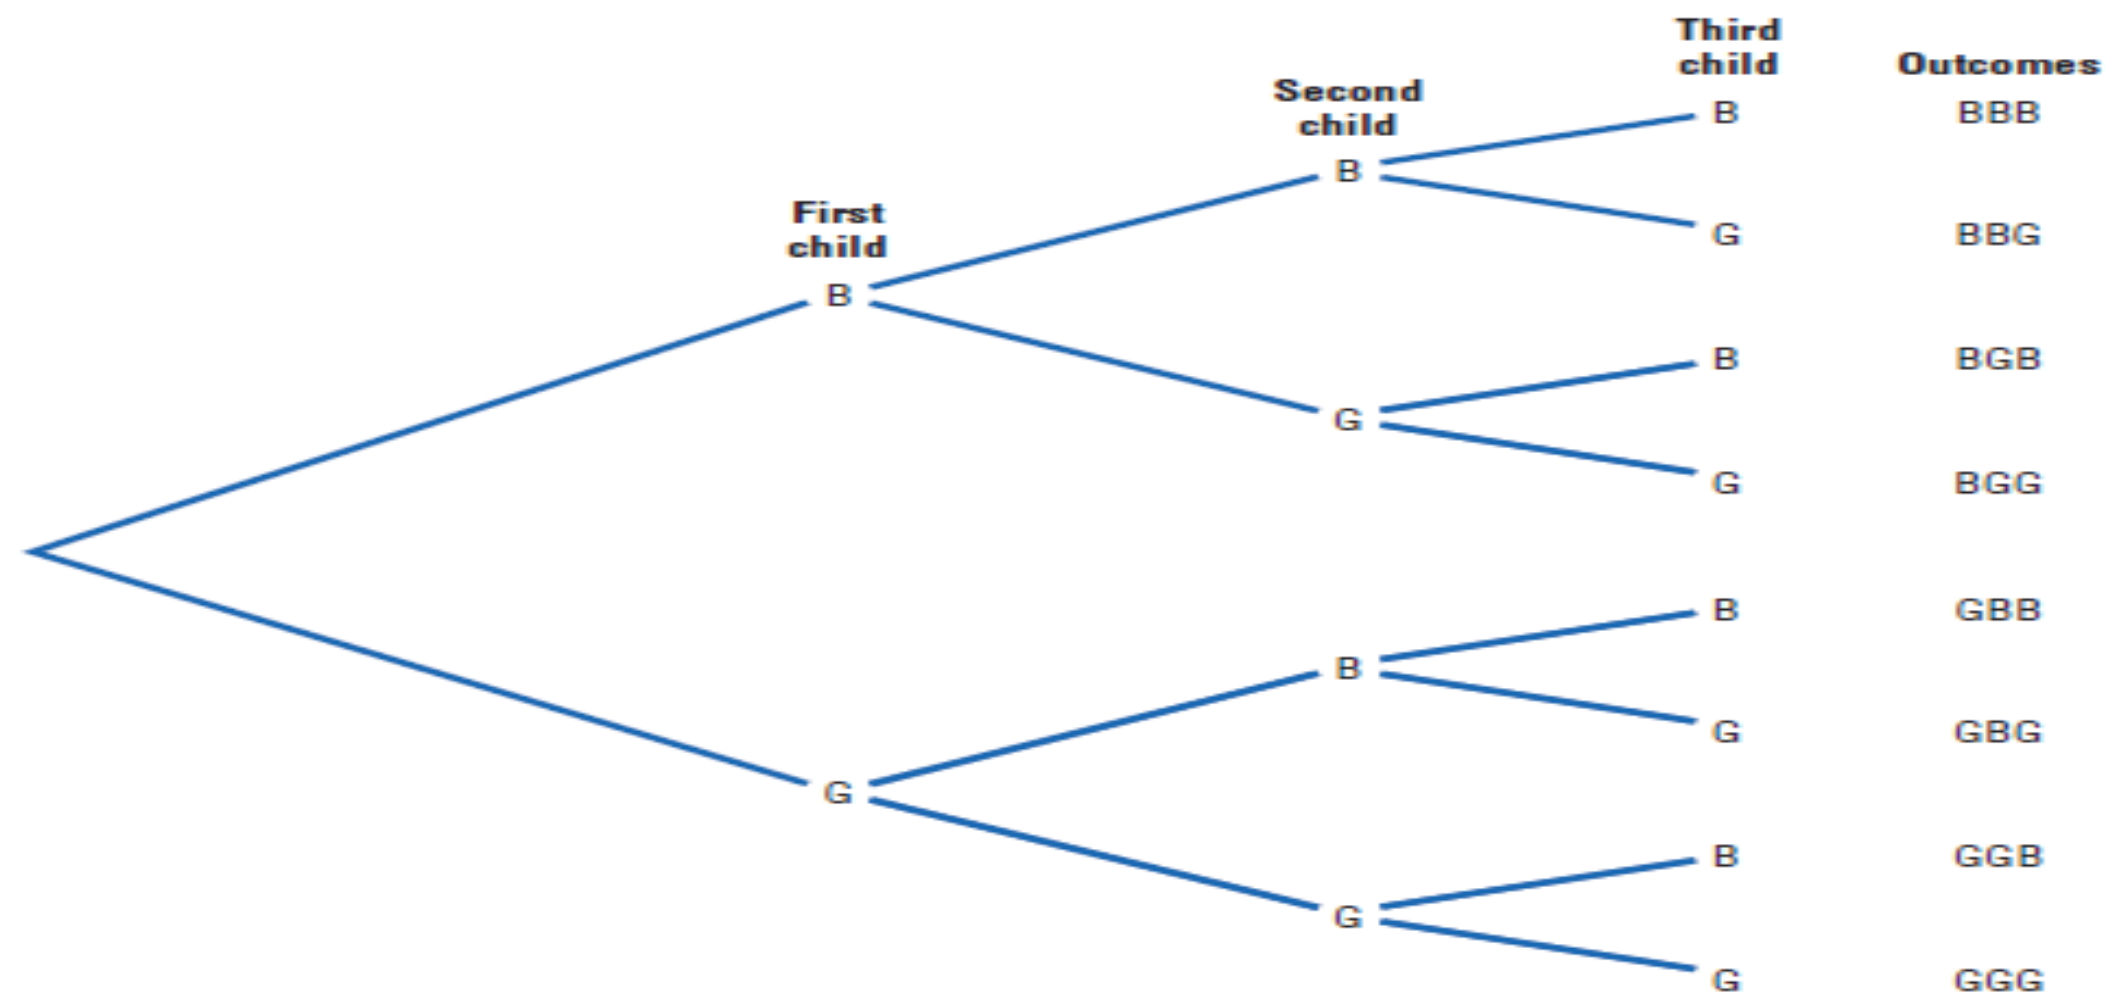 Third
child
Outcomes
Second
child
First
child
B
BBB
B
G
BBG
B
B
BGB
G
G
BGG
B
GBB
B
G
GBG
G
B
GGB
G
G
GGG